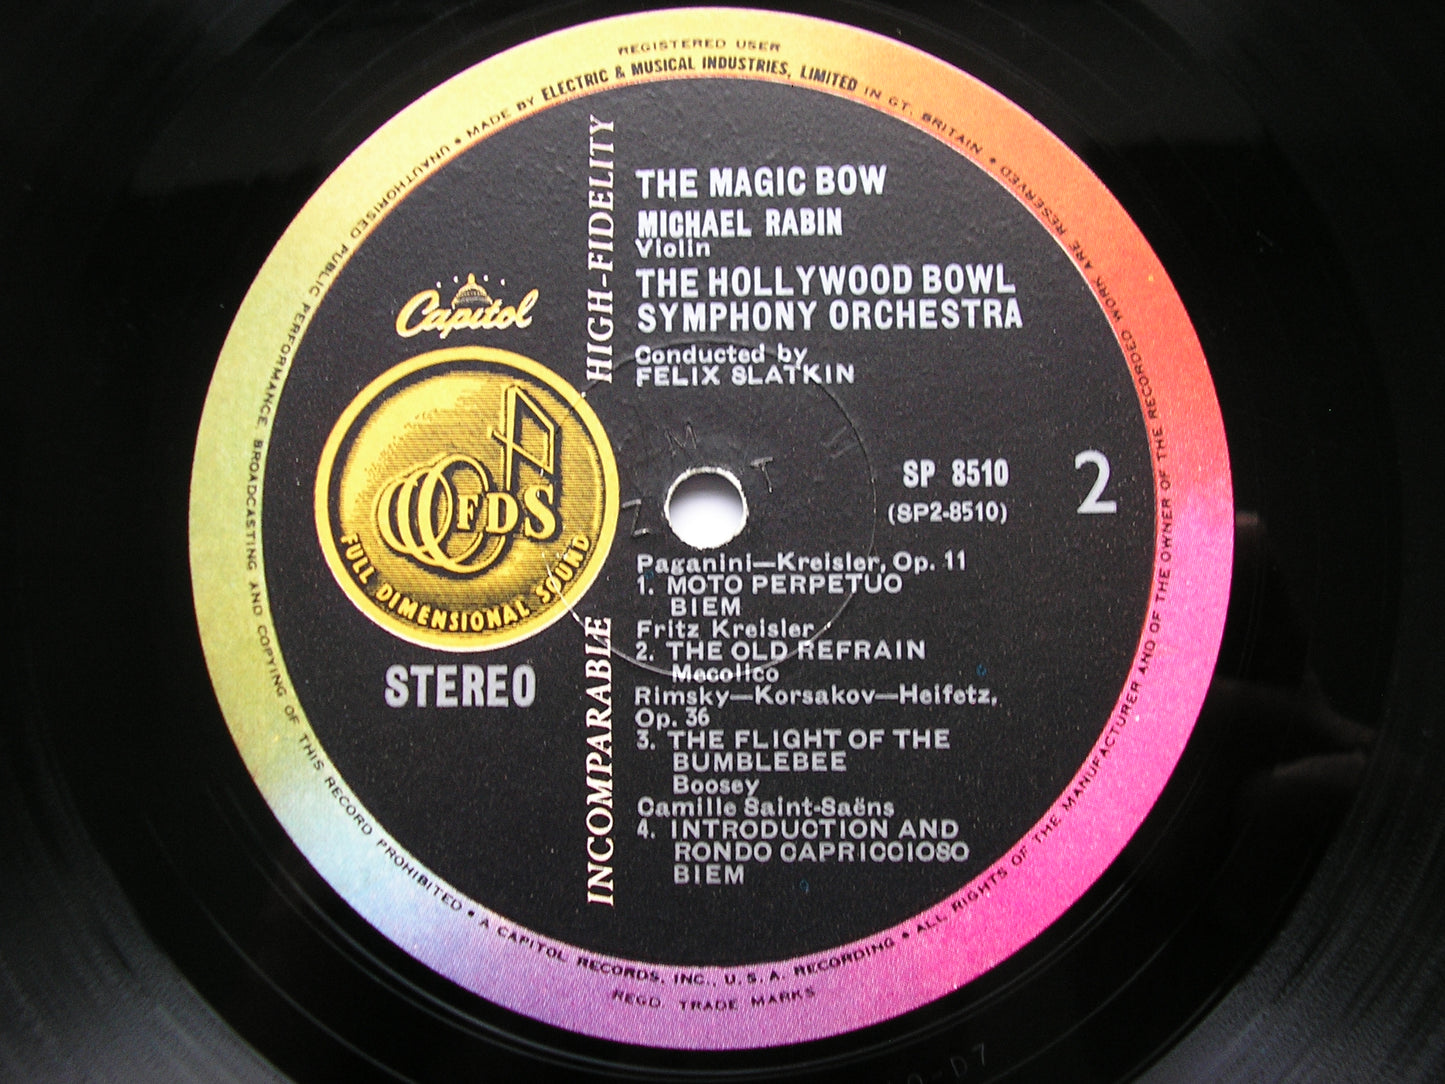 REGISTERED USER
• MADE BY ELECTRIC & MUSICAL INDUSTRIES, LIMITED IN GT. BRITAIN •
ALL RIGHTS OF THE MANUFACTURER AND OF THE OWNER OF THE RECORDED WORK ARE RESERVED •
UNAUTHORISED PUBLIC PERFORMANCE, BROADCASTING AND COPYING OF THIS RECORD PROHIBITED •
A CAPITOL RECORDS, INC., U.S.A. RECORDING •
REGD TRADE MARKS
Capitol
FDS
FULL DIMENSIONAL SOUND
STEREO
INCOMPARABLE HIGH-FIDELITY
THE MAGIC BOW
MICHAEL RABIN
Violin
THE HOLLYWOOD BOWL
SYMPHONY ORCHESTRA
Conducted by
FELIX SLATKIN
SP 8510
(SP2-8510)
2
Paganini—Kreisler, Op. 11
1. MOTO PERPETUO
BIEM
Fritz Kreisler
2. THE OLD REFRAIN
Mecolico
Rimsky—Korsakov—Heifetz,
Op. 36
3. THE FLIGHT OF THE
BUMBLEBEE
Boosey
Camille Saint-Saëns
4. INTRODUCTION AND
RONDO CAPRICCIOSO
BIEM